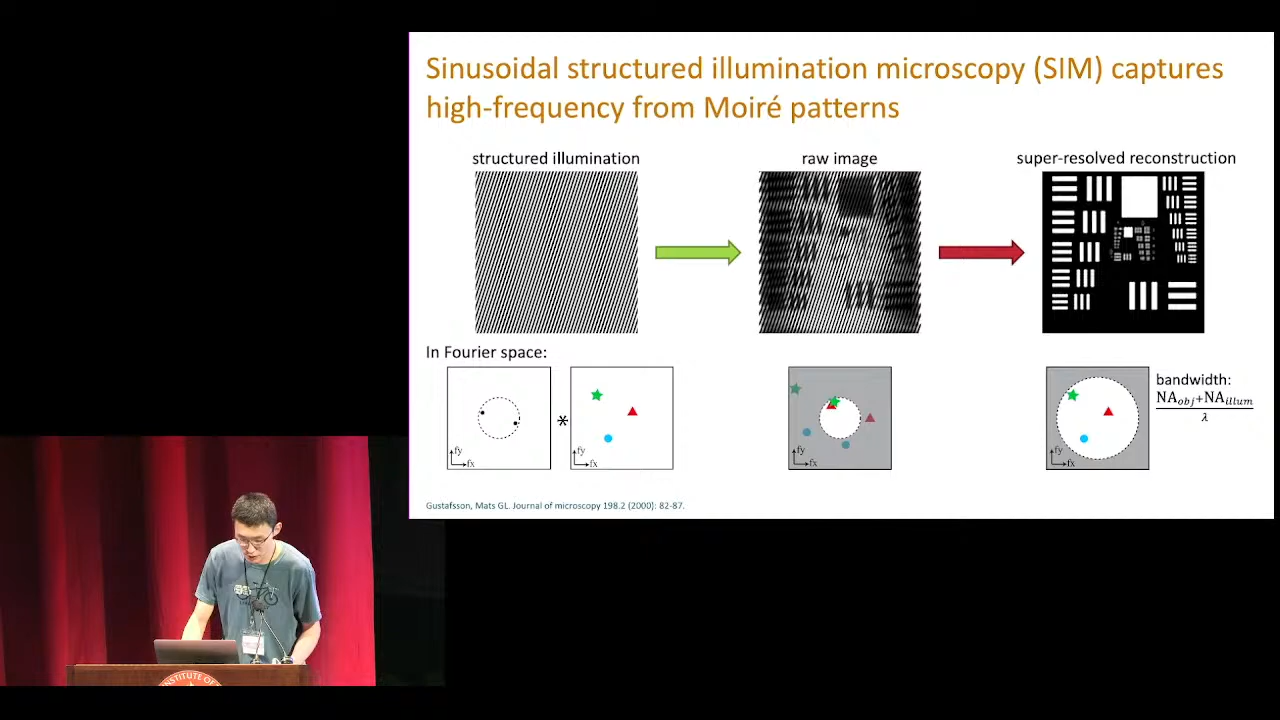 Sinusoidal structured illumination microscopy (SIM) captures
high-frequency from Moiré patterns
structured illumination
raw image
super-resolved reconstruction
In Fourier space:
fy
fx
*
fy
fx
fy
fx
fy
fx
bandwidth:
NAobj+NAillum
λ
Gustafsson, Mats GL. Journal of microscopy 198.2 (2000): 82-87.
NSTITUTE OF